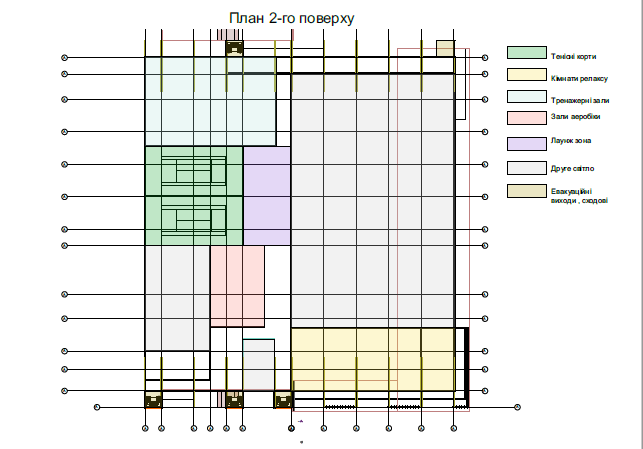 План 2-го поверху
Тенісні корти
Кімнати релаксу
Тренажерні зали
Зали аеробіки
Лаунж зона
Друге світло
Евакуаційні
виходи , сходові